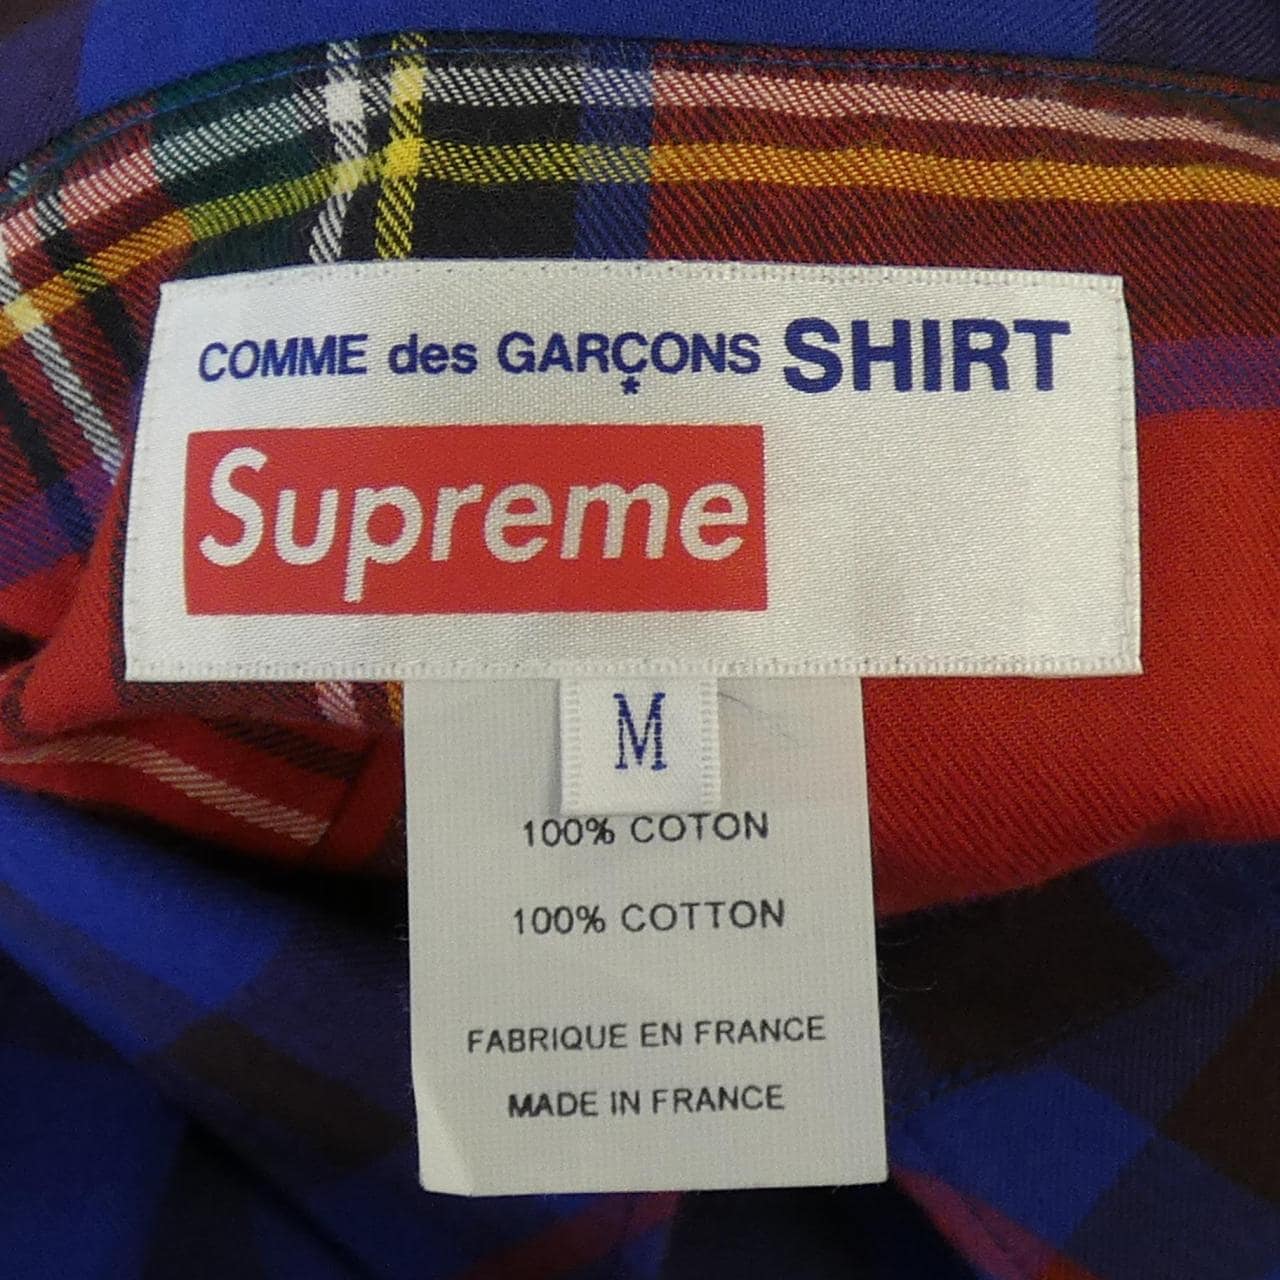 COMME des GARÇONS SHIRT
Supreme
M
100% COTON
100% COTTON
FABRIQUE EN FRANCE
MADE IN FRANCE